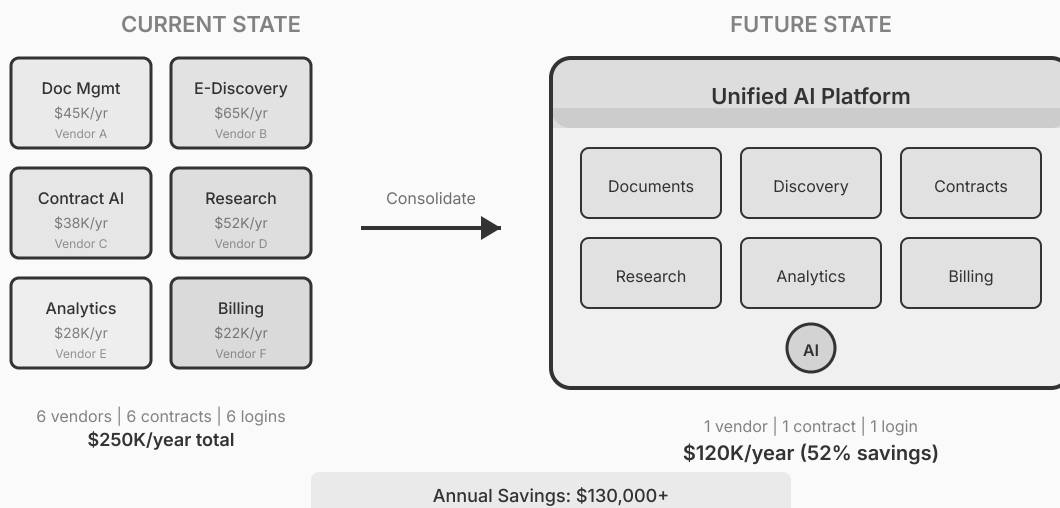 CURRENT STATE
Doc Mgmt
$45K/yr
Vendor A
E-Discovery
$65K/yr
Vendor B
Contract AI
$38K/yr
Vendor C
Research
$52K/yr
Vendor D
Analytics
$28K/yr
Vendor E
Billing
$22K/yr
Vendor F
6 vendors | 6 contracts | 6 logins
$250K/year total
Consolidate
FUTURE STATE
Unified AI Platform
Documents
Discovery
Contracts
Research
Analytics
Billing
AI
1 vendor | 1 contract | 1 login
$120K/year (52% savings)
Annual Savings: $130,000+